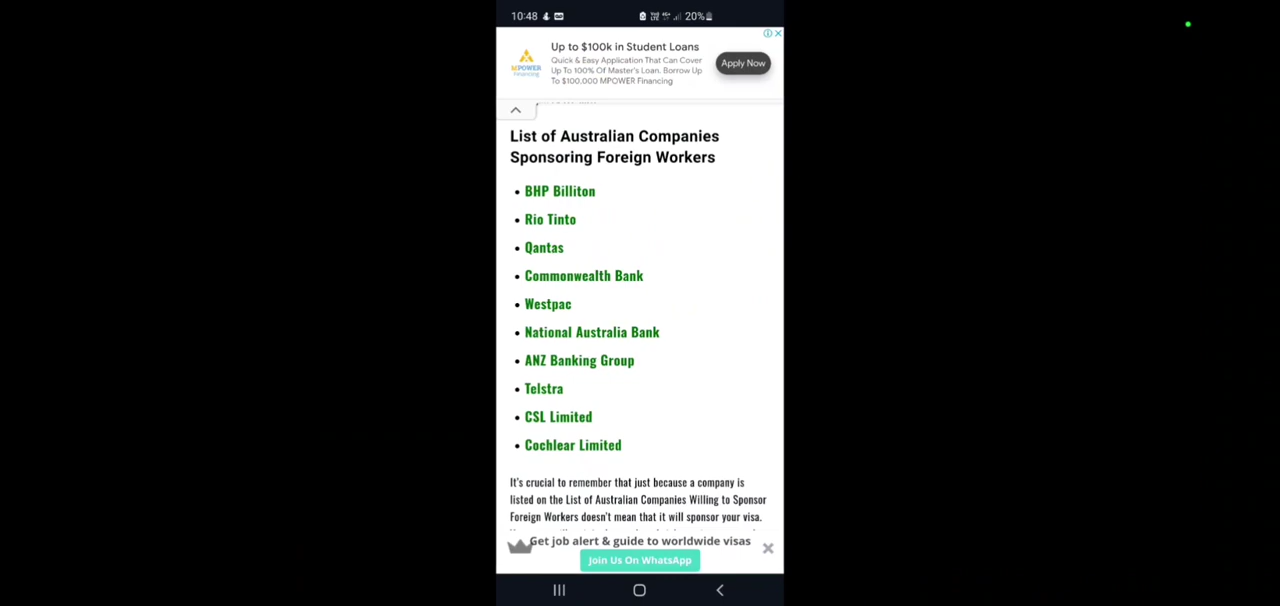 10:48
20%
Up to $100k in Student Loans
Quick & Easy Application That Can Cover
Up To 100% Of Master's Loan. Borrow Up
To $100,000 MPOWER Financing
Apply Now
MPOWER
Financing
List of Australian Companies
Sponsoring Foreign Workers
• BHP Billiton
• Rio Tinto
• Qantas
• Commonwealth Bank
• Westpac
• National Australia Bank
• ANZ Banking Group
• Telstra
• CSL Limited
• Cochlear Limited
It's crucial to remember that just because a company is
listed on the List of Australian Companies Willing to Sponsor
Foreign Workers doesn't mean that it will sponsor your visa.
Get job alert & guide to worldwide visas
Join Us On WhatsApp